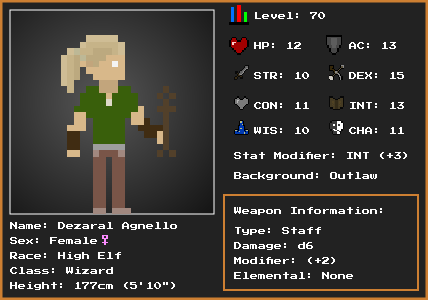 Level: 70
HP: 12 AC: 13
STR: 10 DEX: 15
CON: 11 INT: 13
WIS: 10 CHA: 11
Stat Modifier: INT (+3)
Background: Outlaw
Name: Dezaral Agnello
Sex: Female♀
Race: High Elf
Class: Wizard
Height: 177cm (5'10")
Weapon Information:
Type: Staff
Damage: d6
Modifier: (+2)
Elemental: None